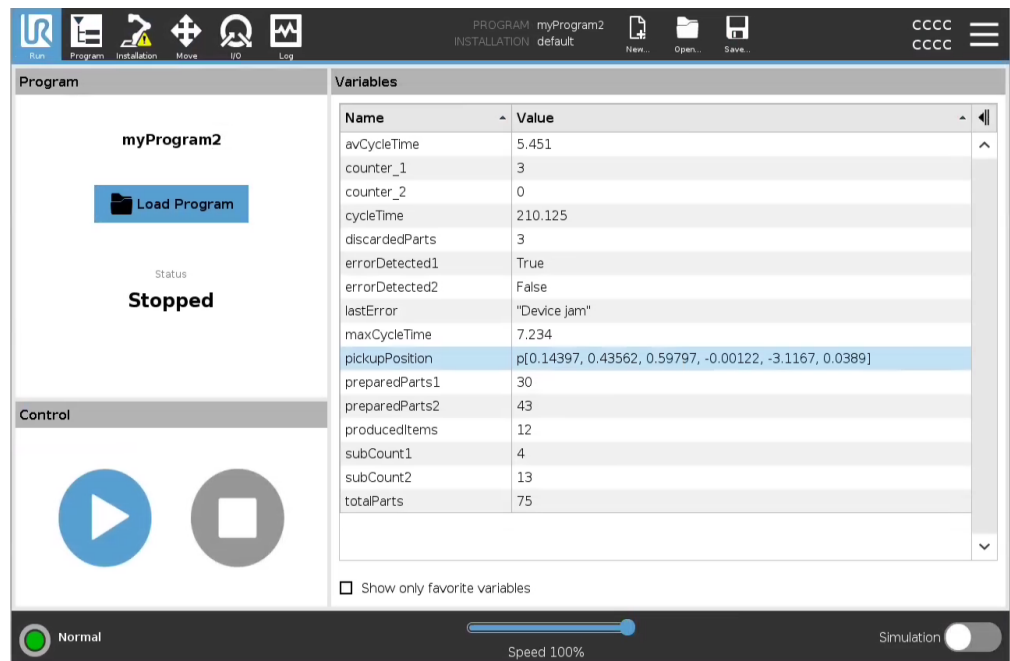 PROGRAM myProgram2
INSTALLATION default
CCCC
CCCC
UR
Run
Program
Installation
Move
I/O
Log
New...
Open...
Save...
Program
myProgram2
Load Program
Status
Stopped
Control
Variables
Name Value
avCycleTime 5.451
counter_1 3
counter_2 0
cycleTime 210.125
discardedParts 3
errorDetected1 True
errorDetected2 False
lastError "Device jam"
maxCycleTime 7.234
pickupPosition p[0.14397, 0.43562, 0.59797, -0.00122, -3.1167, 0.0389]
preparedParts1 30
preparedParts2 43
producedItems 12
subCount1 4
subCount2 13
totalParts 75
Show only favorite variables
Normal
Speed 100%
Simulation